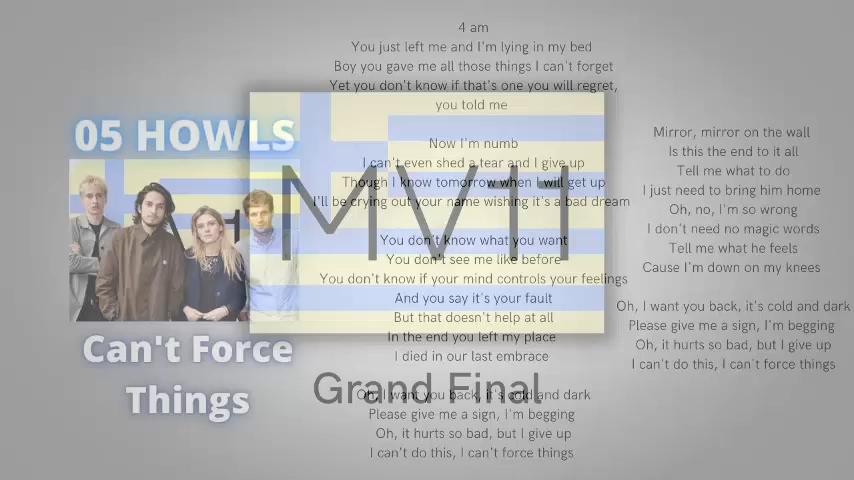 05 HOWLS
Can't Force
Things
MV11
Grand Final
4 am
You just left me and I'm lying in my bed
Boy you gave me all those things I can't forget
Yet you don't know if that's one you will regret,
you told me
Now I'm numb
I can't even shed a tear and I give up
Though I know tomorrow when I will get up
I'll be crying out your name wishing it's a bad dream
You don't know what you want
You don't see me like before
You don't know if your mind controls your feelings
And you say it's your fault
But that doesn't help at all
In the end you left my place
I died in our last embrace
Oh, I want you back, it's cold and dark
Please give me a sign, I'm begging
Oh, it hurts so bad, but I give up
I can't do this, I can't force things
Mirror, mirror on the wall
Is this the end to it all
Tell me what to do
I just need to bring him home
Oh, no, I'm so wrong
I don't need no magic words
Tell me what he feels
Cause I'm down on my knees
Oh, I want you back, it's cold and dark
Please give me a sign, I'm begging
Oh, it hurts so bad, but I give up
I can't do this, I can't force things